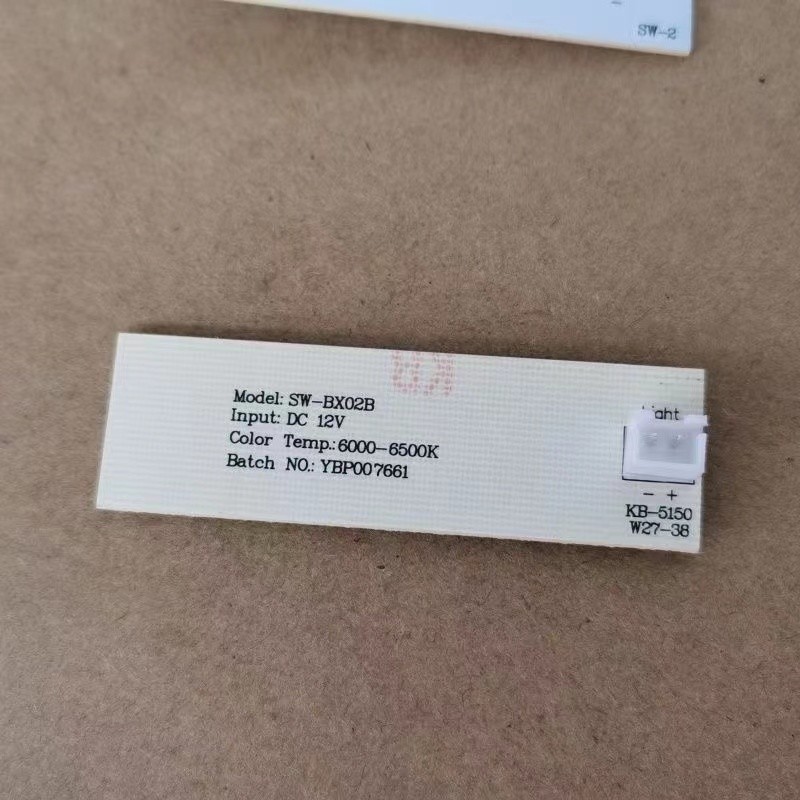 SW-2
Model: SW-BX02B
Input: DC 12V
Color Temp.:6000-6500K
Batch NO.: YBP007661
Light
- +
KB-5150
W27-38